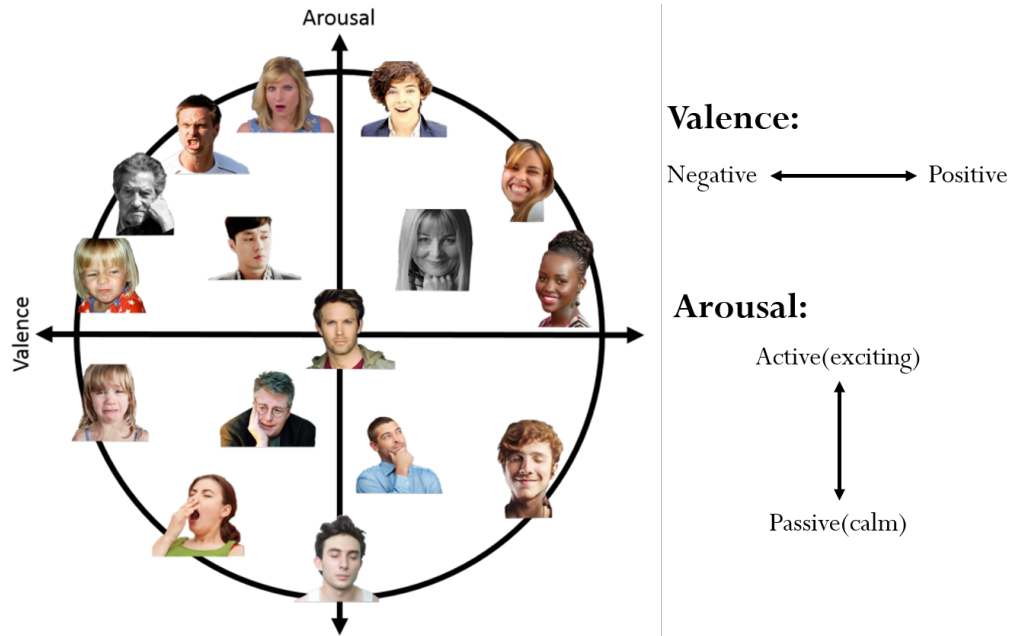 Arousal
Valence
Valence:
Negative Positive
Arousal:
Active(exciting)
Passive(calm)